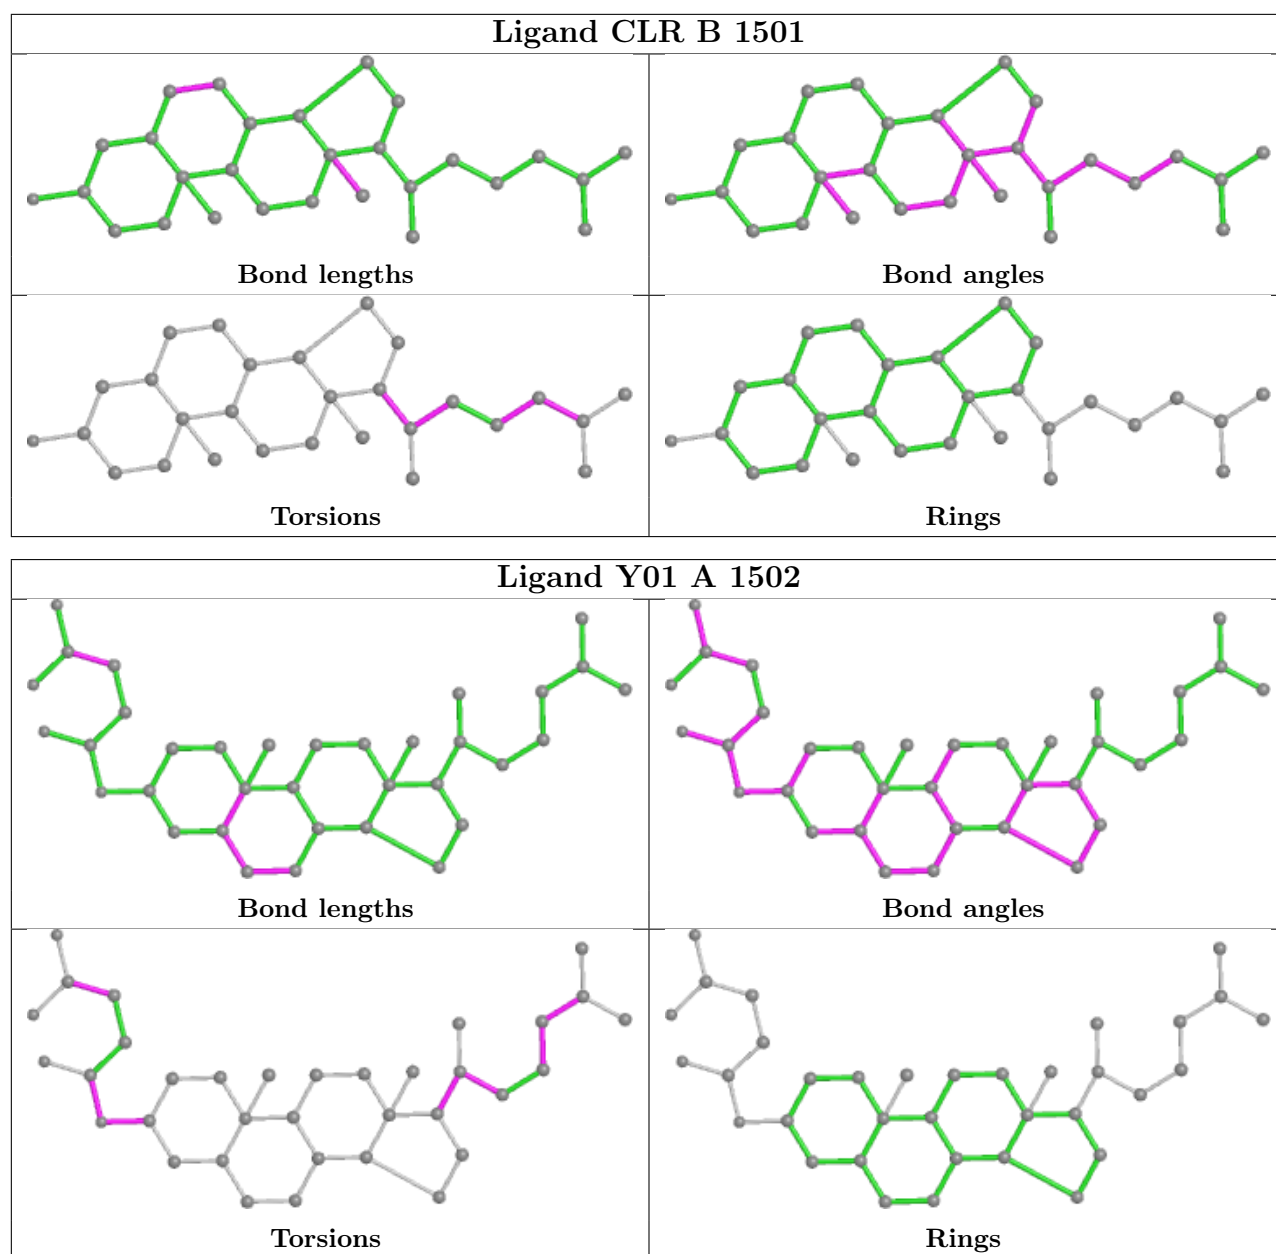 Ligand CLR B 1501
Bond lengths
Bond angles
Torsions
Rings
Ligand Y01 A 1502
Bond lengths
Bond angles
Torsions
Rings